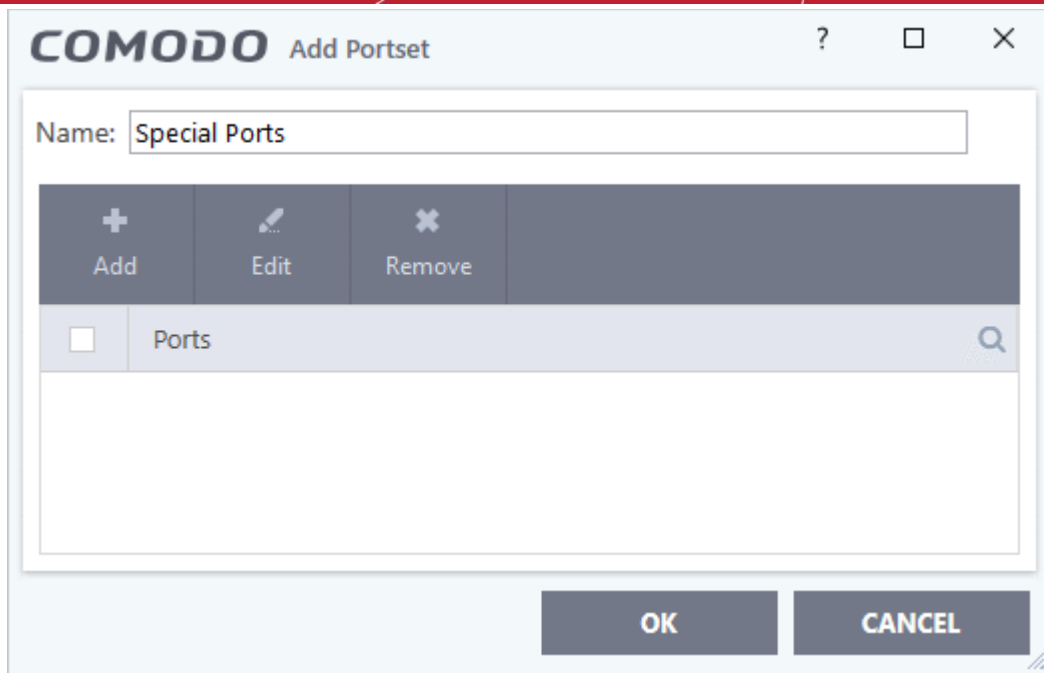 COMODO Add Portset ?
Name: Special Ports
Add Edit Remove
Ports
OK CANCEL